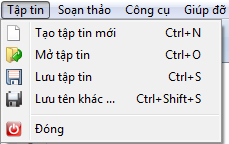 Tập tin Soạn thảo Công cụ Giúp đỡ
Tạo tập tin mới Ctrl+N
Mở tập tin Ctrl+O
Lưu tập tin Ctrl+S
Lưu tên khác ... Ctrl+Shift+S
Đóng